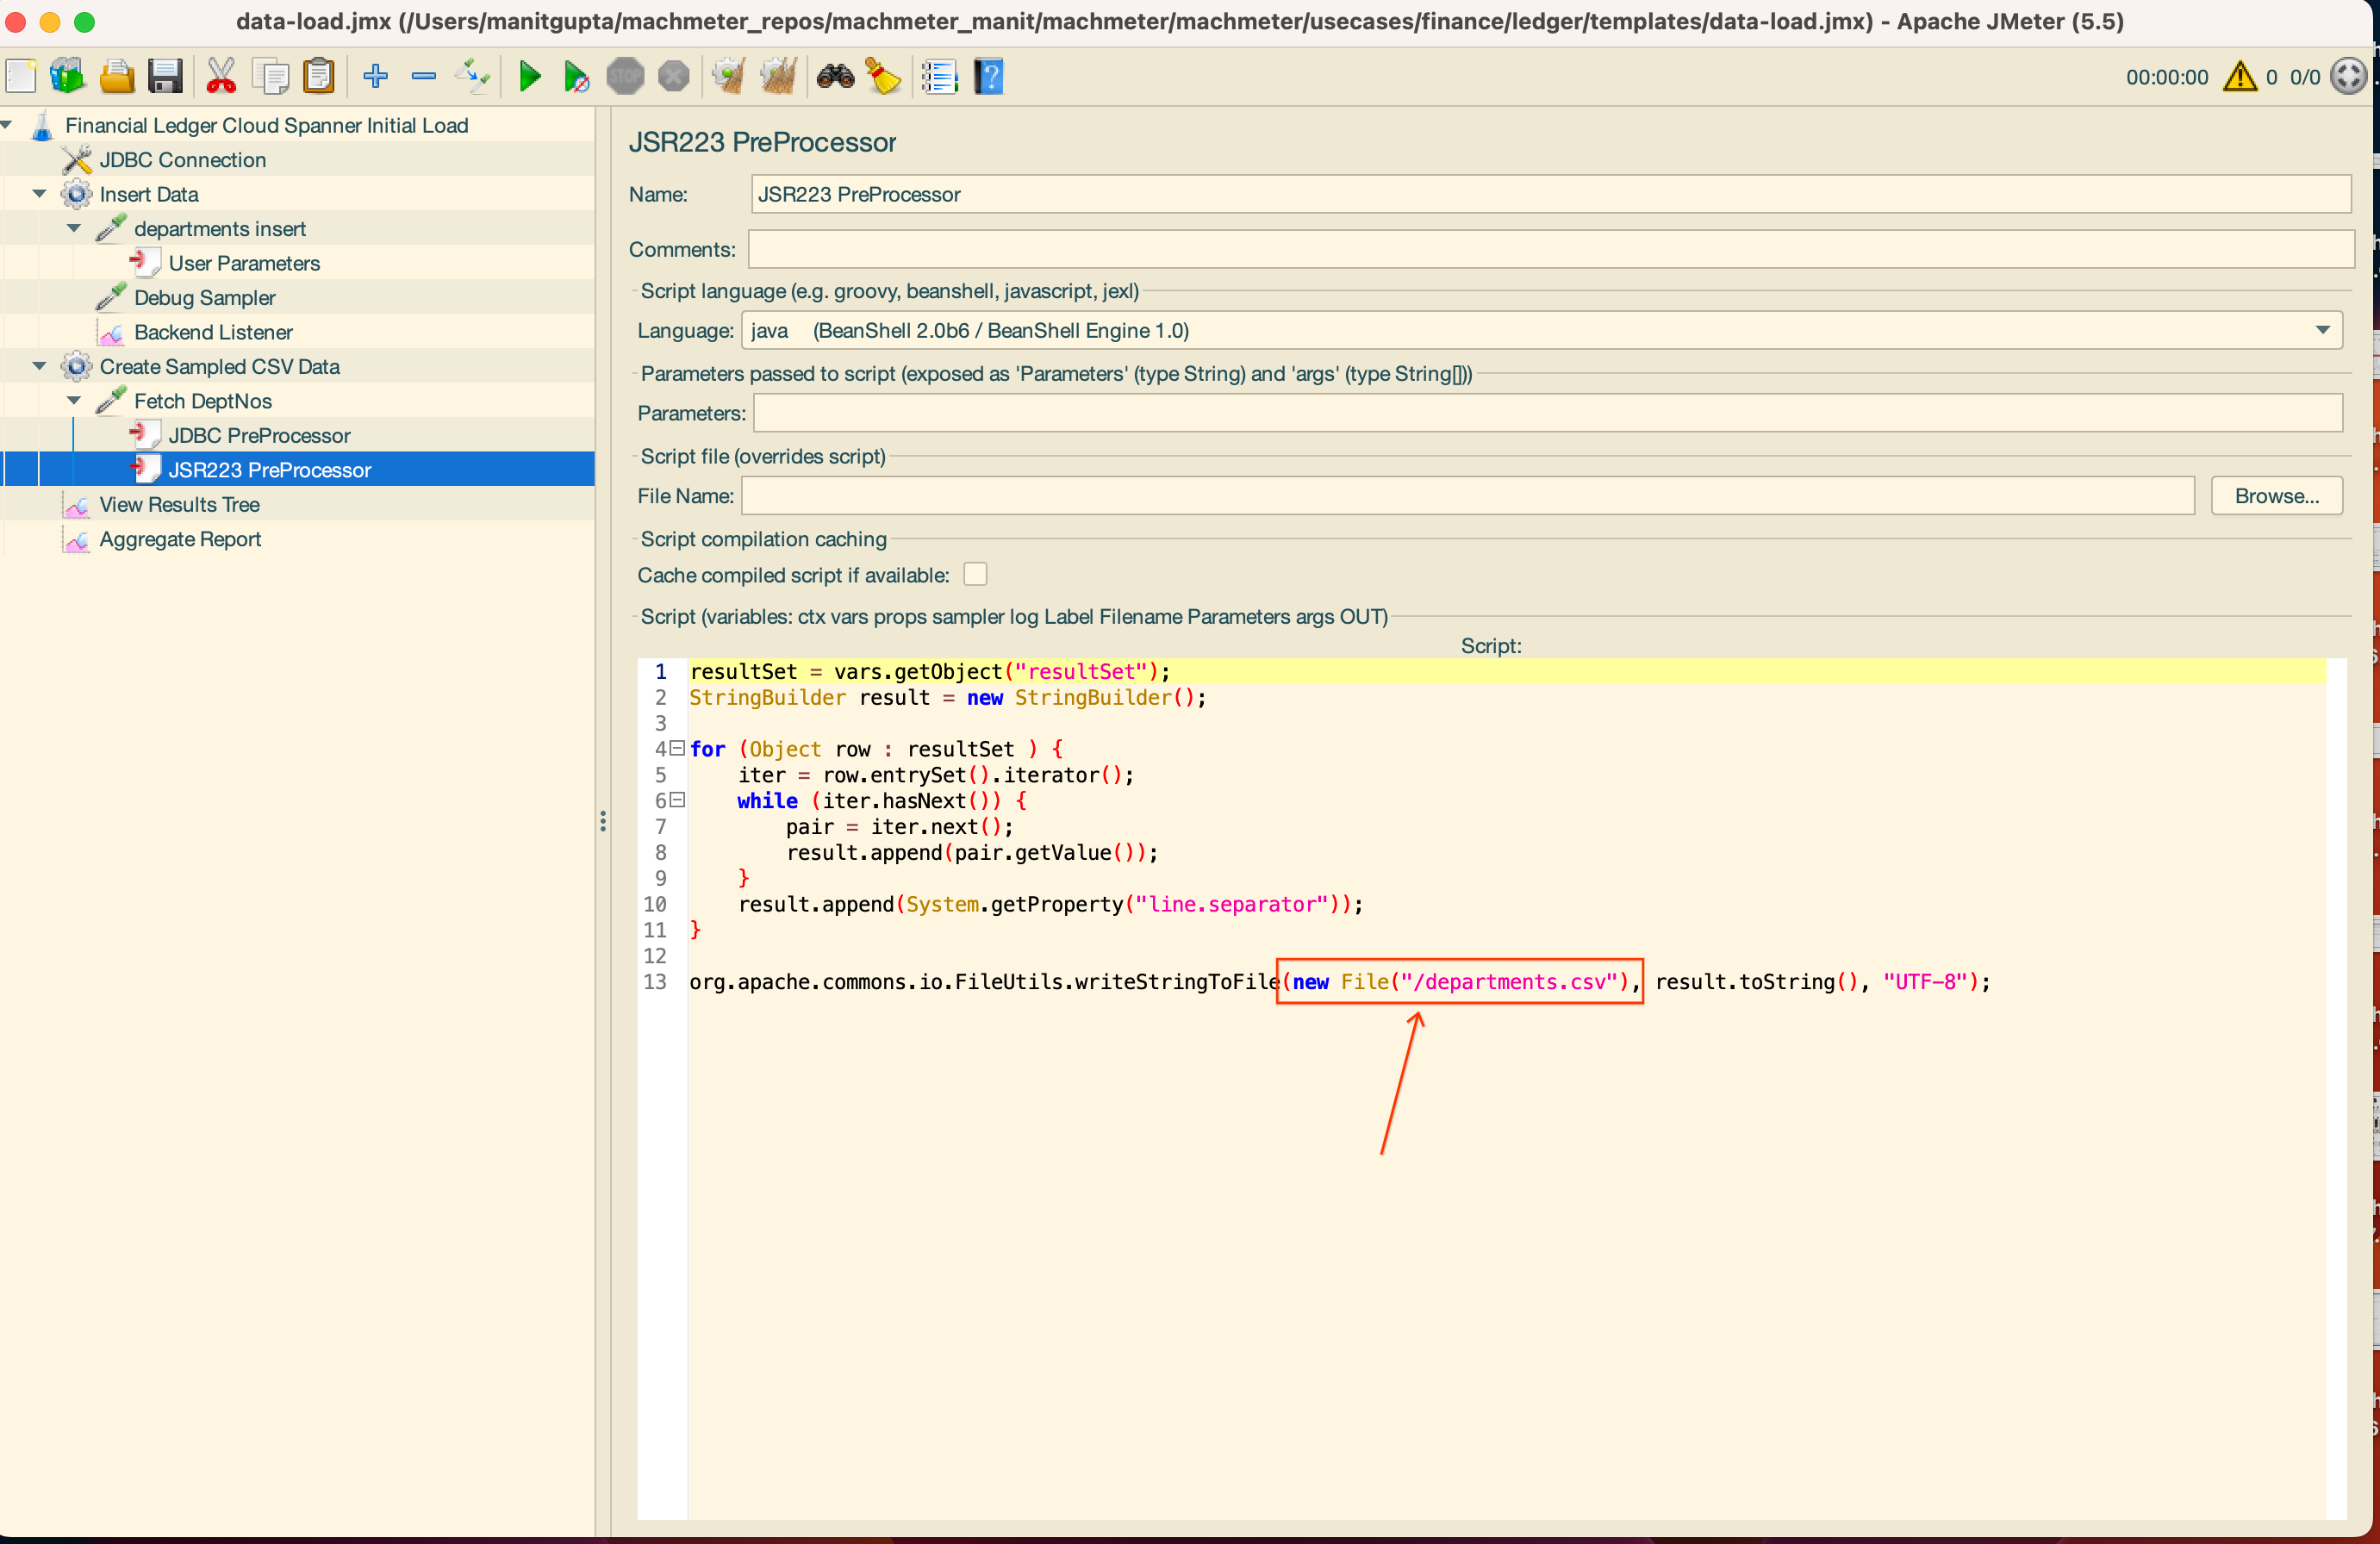 data-load.jmx (/Users/manitgupta/machmeter_repos/machmeter_manit/machmeter/machmeter/usecases/finance/ledger/templates/data-load.jmx) - Apache JMeter (5.5)
STOP
?
00:00:00 0 0/0
Financial Ledger Cloud Spanner Initial Load
JDBC Connection
Insert Data
departments insert
User Parameters
Debug Sampler
Backend Listener
Create Sampled CSV Data
Fetch DeptNos
JDBC PreProcessor
JSR223 PreProcessor
View Results Tree
Aggregate Report
JSR223 PreProcessor
Name: JSR223 PreProcessor
Comments:
Script language (e.g. groovy, beanshell, javascript, jexl)
Language: java (BeanShell 2.0b6 / BeanShell Engine 1.0)
Parameters passed to script (exposed as 'Parameters' (type String) and 'args' (type String[]))
Parameters:
Script file (overrides script)
File Name: Browse...
Script compilation caching
Cache compiled script if available:
Script (variables: ctx vars props sampler log Label Filename Parameters args OUT)
Script:
1 resultSet = vars.getObject("resultSet");
2 StringBuilder result = new StringBuilder();
3
4 for (Object row : resultSet ) {
5 iter = row.entrySet().iterator();
6 while (iter.hasNext()) {
7 pair = iter.next();
8 result.append(pair.getValue());
9 }
10 result.append(System.getProperty("line.separator"));
11 }
12
13 org.apache.commons.io.FileUtils.writeStringToFile(new File("/departments.csv"), result.toString(), "UTF-8");